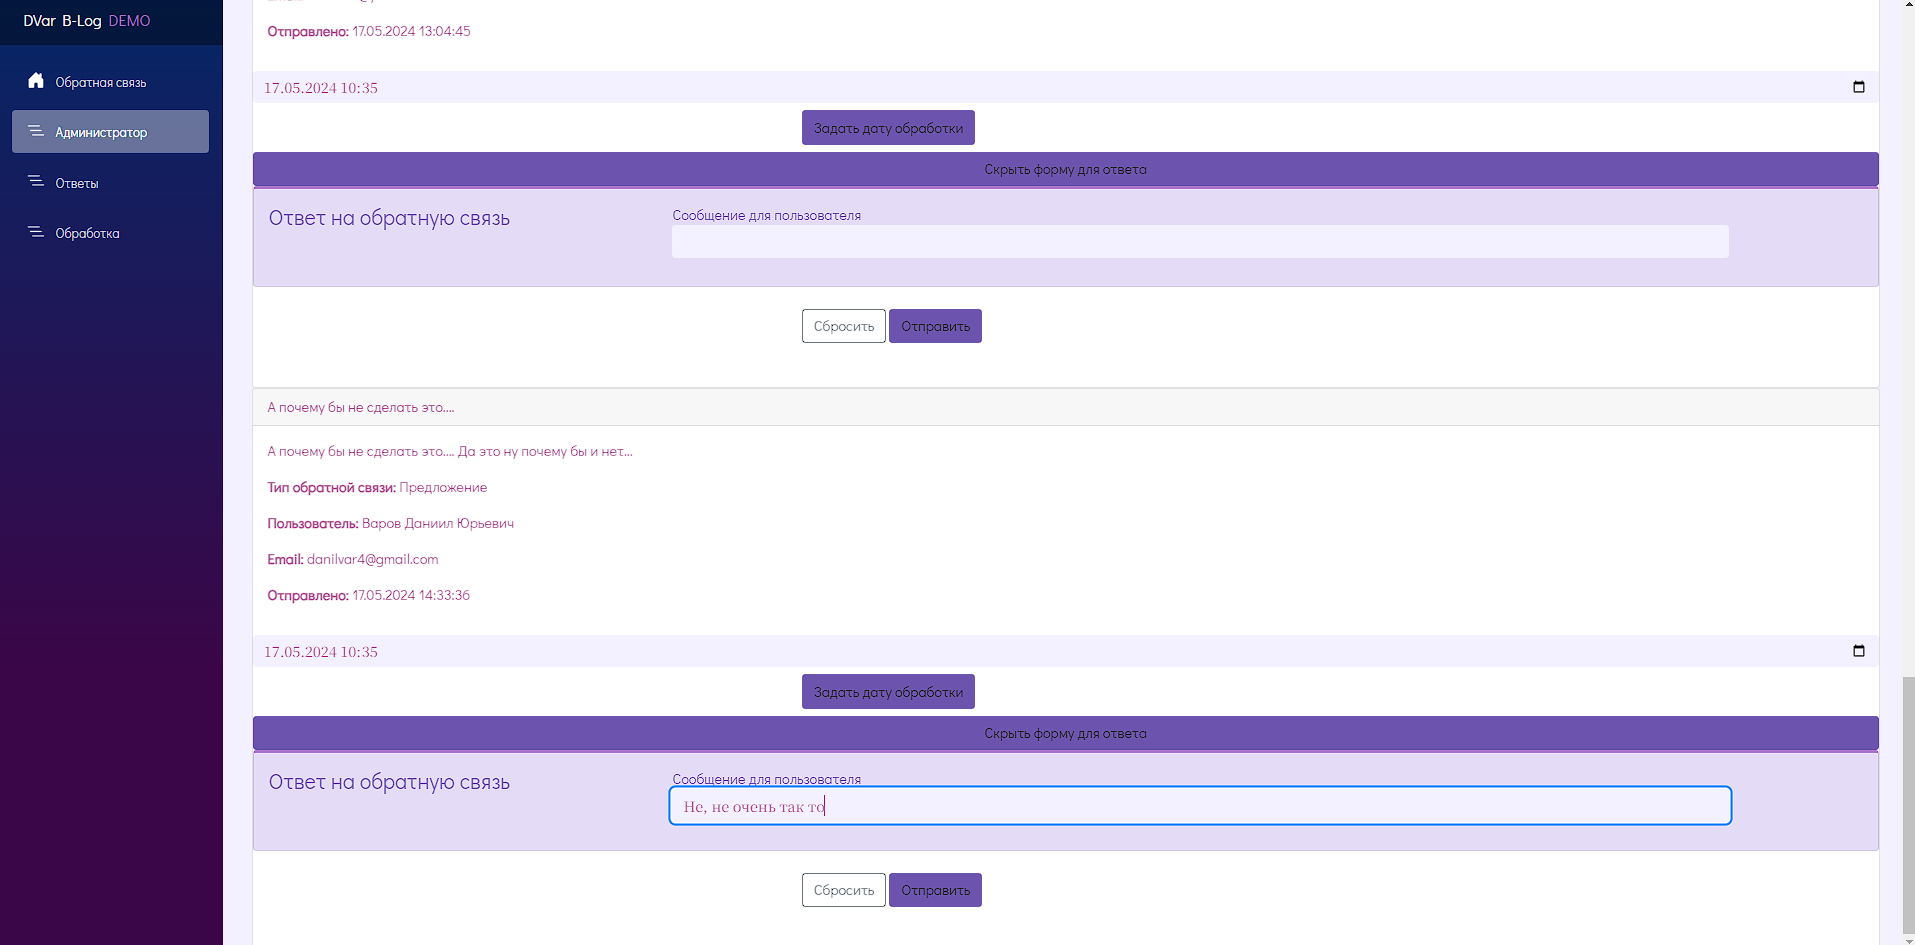 DVar B-Log DEMO
Обратная связь
Администратор
Ответы
Обработка
Отправлено: 17.05.2024 13:04:45
17.05.2024 10:35
Задать дату обработки
Скрыть форму для ответа
Ответ на обратную связь
Сообщение для пользователя
Сбросить
Отправить
А почему бы не сделать это....
А почему бы не сделать это.... Да это ну почему бы и нет...
Тип обратной связи: Предложение
Пользователь: Варов Даниил Юрьевич
Email: danilvar4@gmail.com
Отправлено: 17.05.2024 14:33:36
17.05.2024 10:35
Задать дату обработки
Скрыть форму для ответа
Ответ на обратную связь
Сообщение для пользователя
Не, не очень так то
Сбросить
Отправить